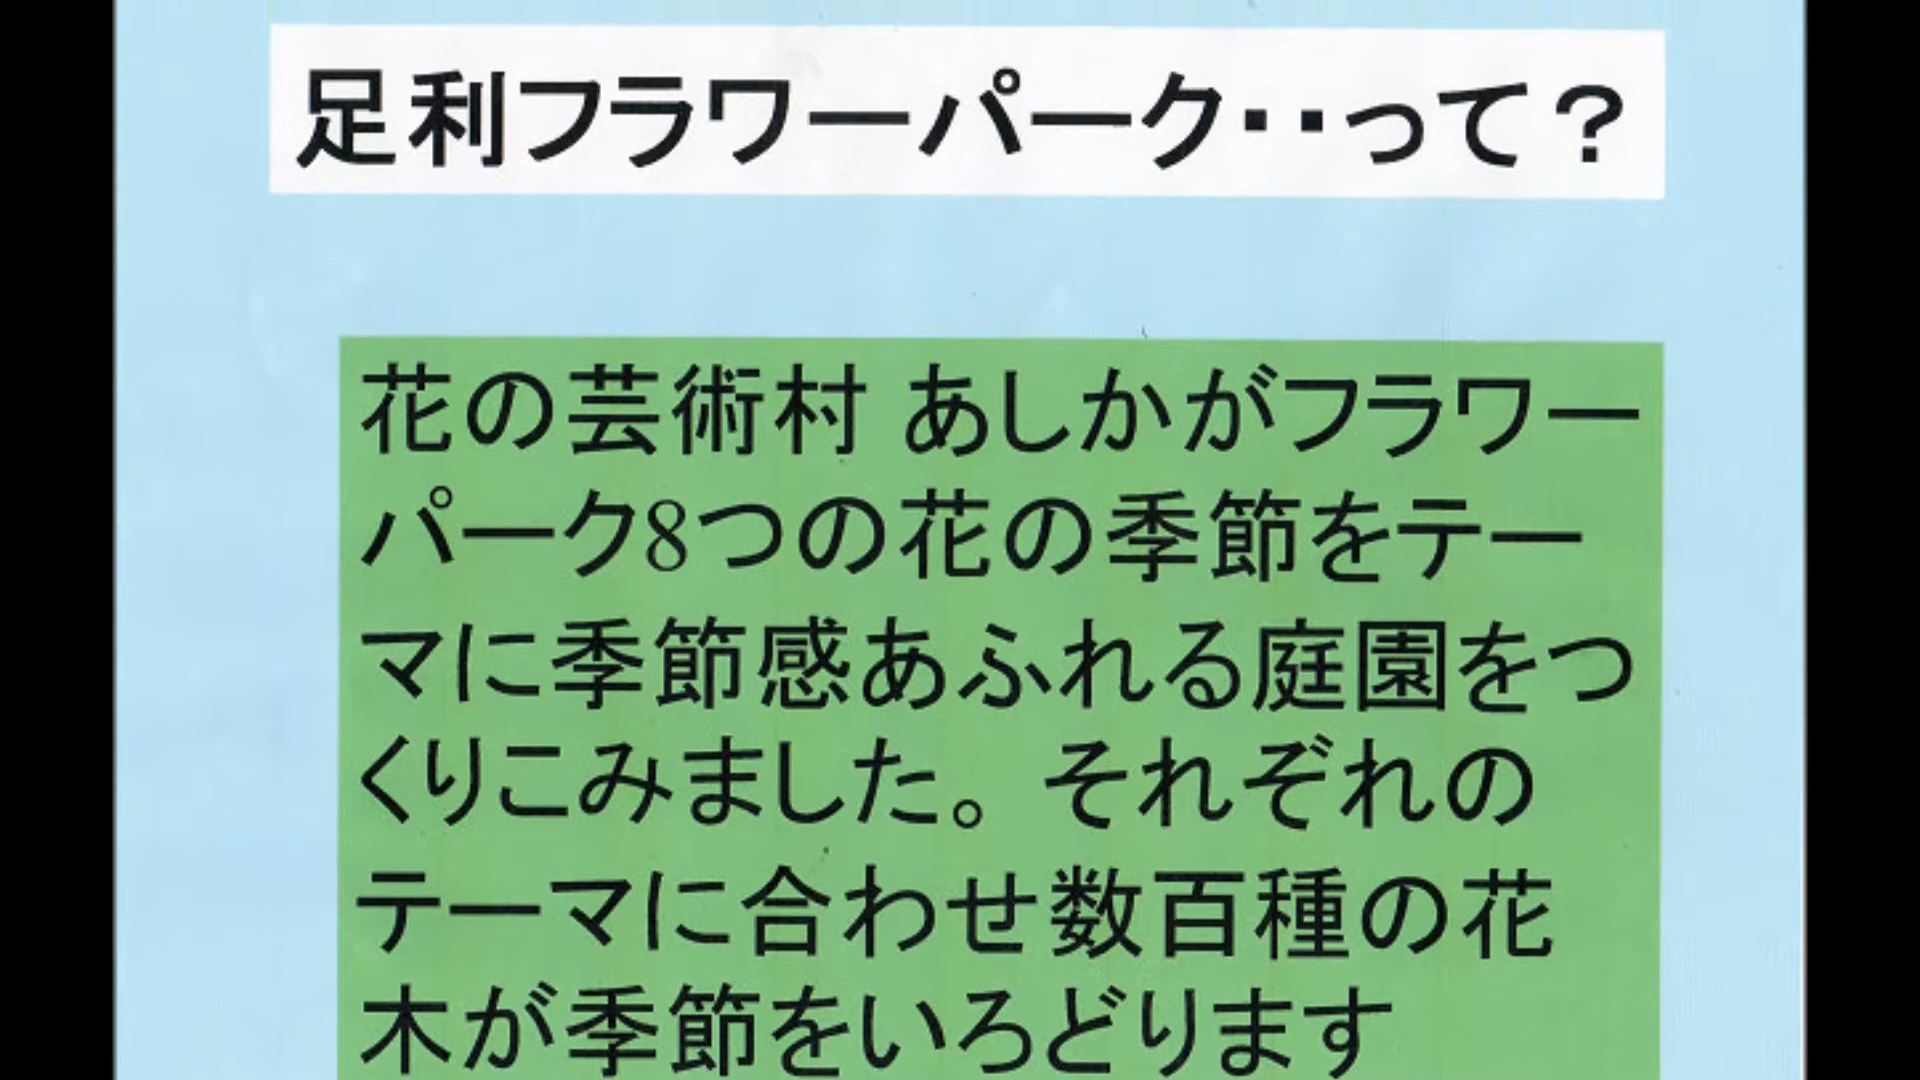 足利フラワーパーク・・って？
花の芸術村 あしかがフラワー
パーク8つの花の季節をテー
マに季節感あふれる庭園をつ
くりこみました。それぞれの
テーマに合わせ数百種の花
木が季節をいろどります